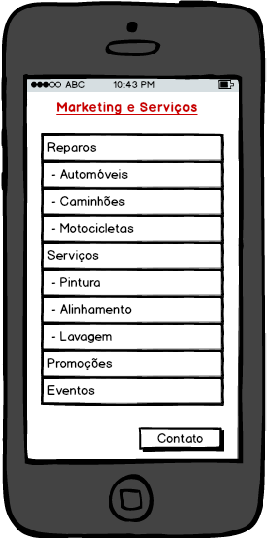 ABC 10:43 PM
Marketing e Serviços
Reparos
- Automóveis
- Caminhões
- Motocicletas
Serviços
- Pintura
- Alinhamento
- Lavagem
Promoções
Eventos
Contato